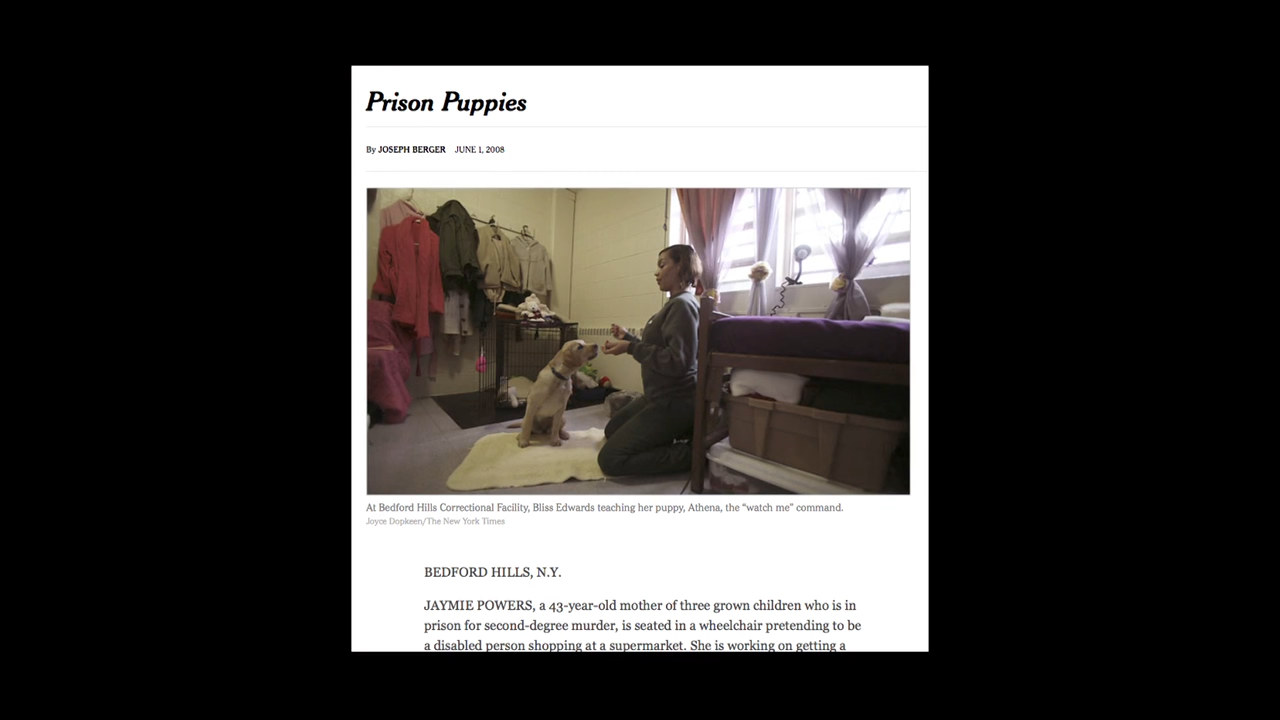 Prison Puppies
By JOSEPH BERGER JUNE 1, 2008
At Bedford Hills Correctional Facility, Bliss Edwards teaching her puppy, Athena, the “watch me” command.
Joyce Dopkeen/The New York Times
BEDFORD HILLS, N.Y.
JAYMIE POWERS, a 43-year-old mother of three grown children who is in
prison for second-degree murder, is seated in a wheelchair pretending to be
a disabled person shopping at a supermarket. She is working on getting a